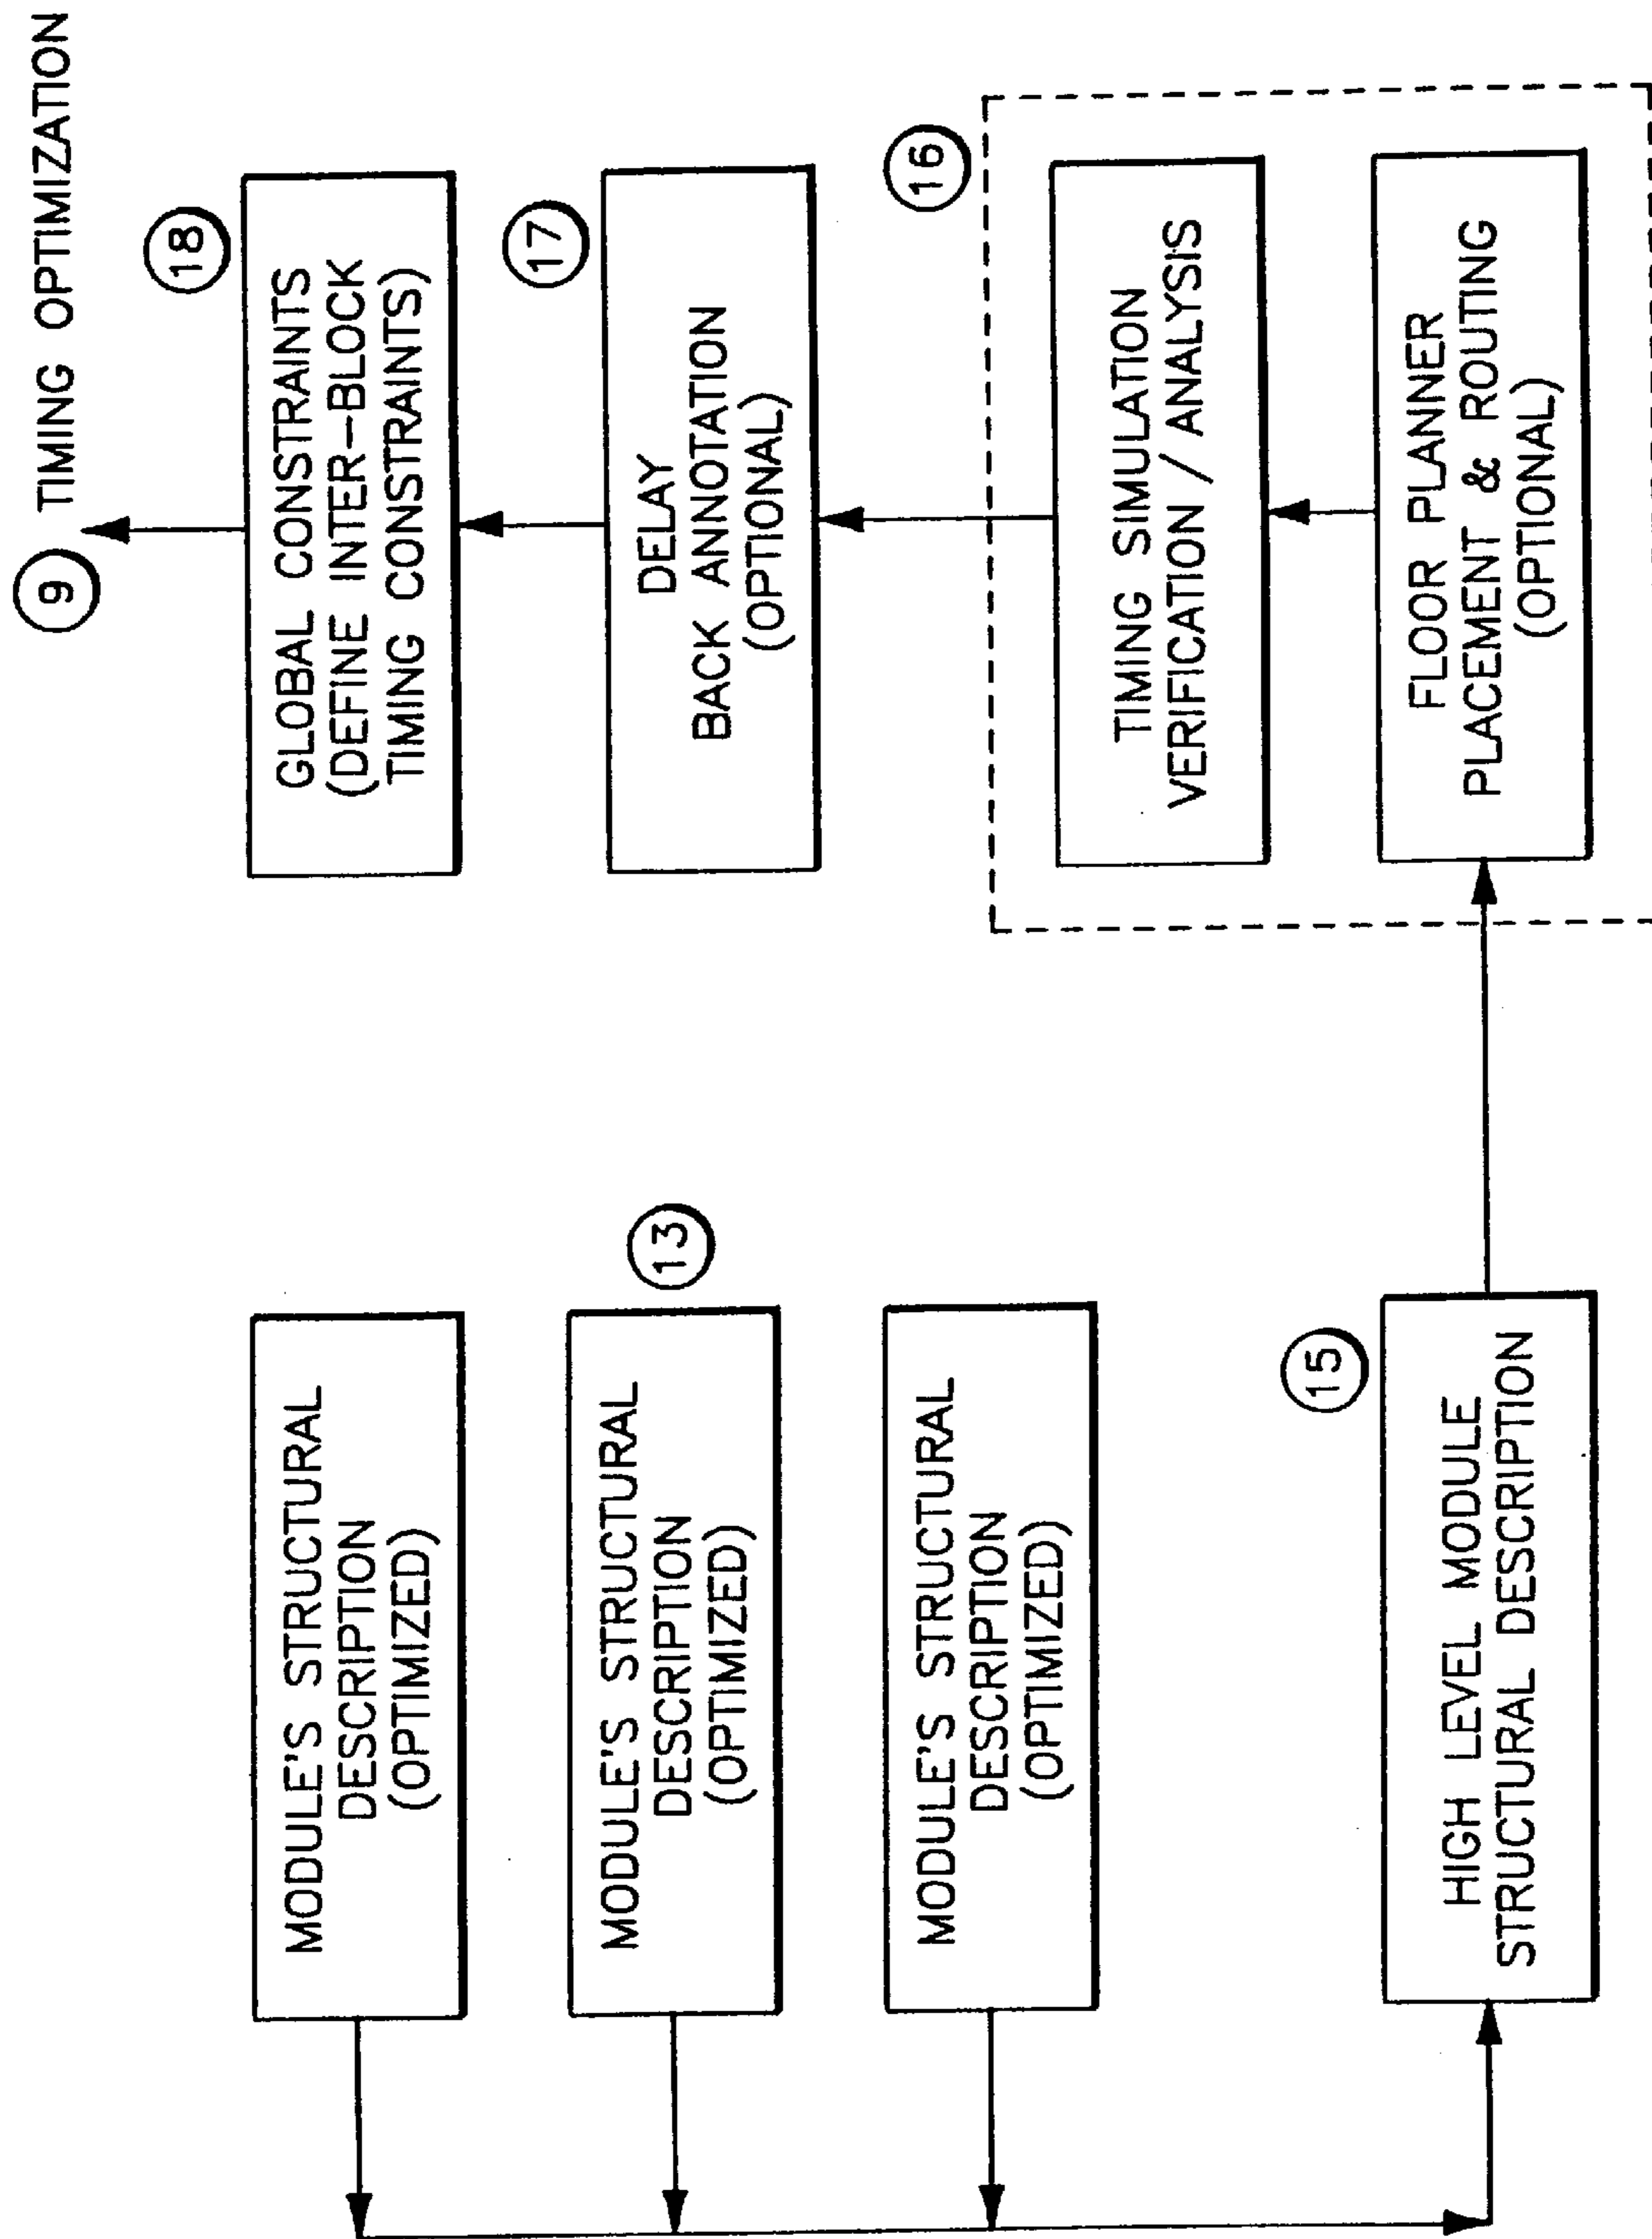 MODULE'S STRUCTURAL
DESCRIPTION
(OPTIMIZED)
MODULE'S STRUCTURAL
DESCRIPTION
(OPTIMIZED)
13
MODULE'S STRUCTURAL
DESCRIPTION
(OPTIMIZED)
15
HIGH LEVEL MODULE
STRUCTURAL DESCRIPTION
9 TIMING OPTIMIZATION
18
GLOBAL CONSTRAINTS
(DEFINE INTER-BLOCK
TIMING CONSTRAINTS)
17
DELAY
BACK ANNOTATION
(OPTIONAL)
16
TIMING SIMULATION
VERIFICATION / ANALYSIS
FLOOR PLANNER
PLACEMENT & ROUTING
(OPTIONAL)